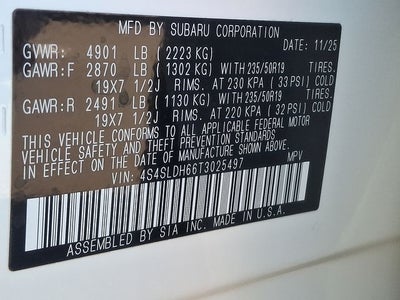 MFD BY SUBARU CORPORATION
GVWR: 4901 LB ( 2223 KG) DATE: 11/25
GAWR:F 2870 LB ( 1302 KG) WITH 235/50R19 TIRES.
19X7 1/2J RIMS. AT 230 KPA ( 33 PSI) COLD
GAWR:R 2491 LB ( 1130 KG) WITH 235/50R19 TIRES.
19X7 1/2J RIMS. AT 220 KPA ( 32 PSI) COLD
THIS VEHICLE CONFORMS TO ALL APPLICABLE FEDERAL MOTOR
VEHICLE SAFETY AND THEFT PREVENTION STANDARDS
IN EFFECT ON THE DATE OF MANUFACTURE SHOWN ABOVE.
VIN: 4S4SLDH66T3025497 MPV
ASSEMBLED BY SIA INC. MADE IN U.S.A.